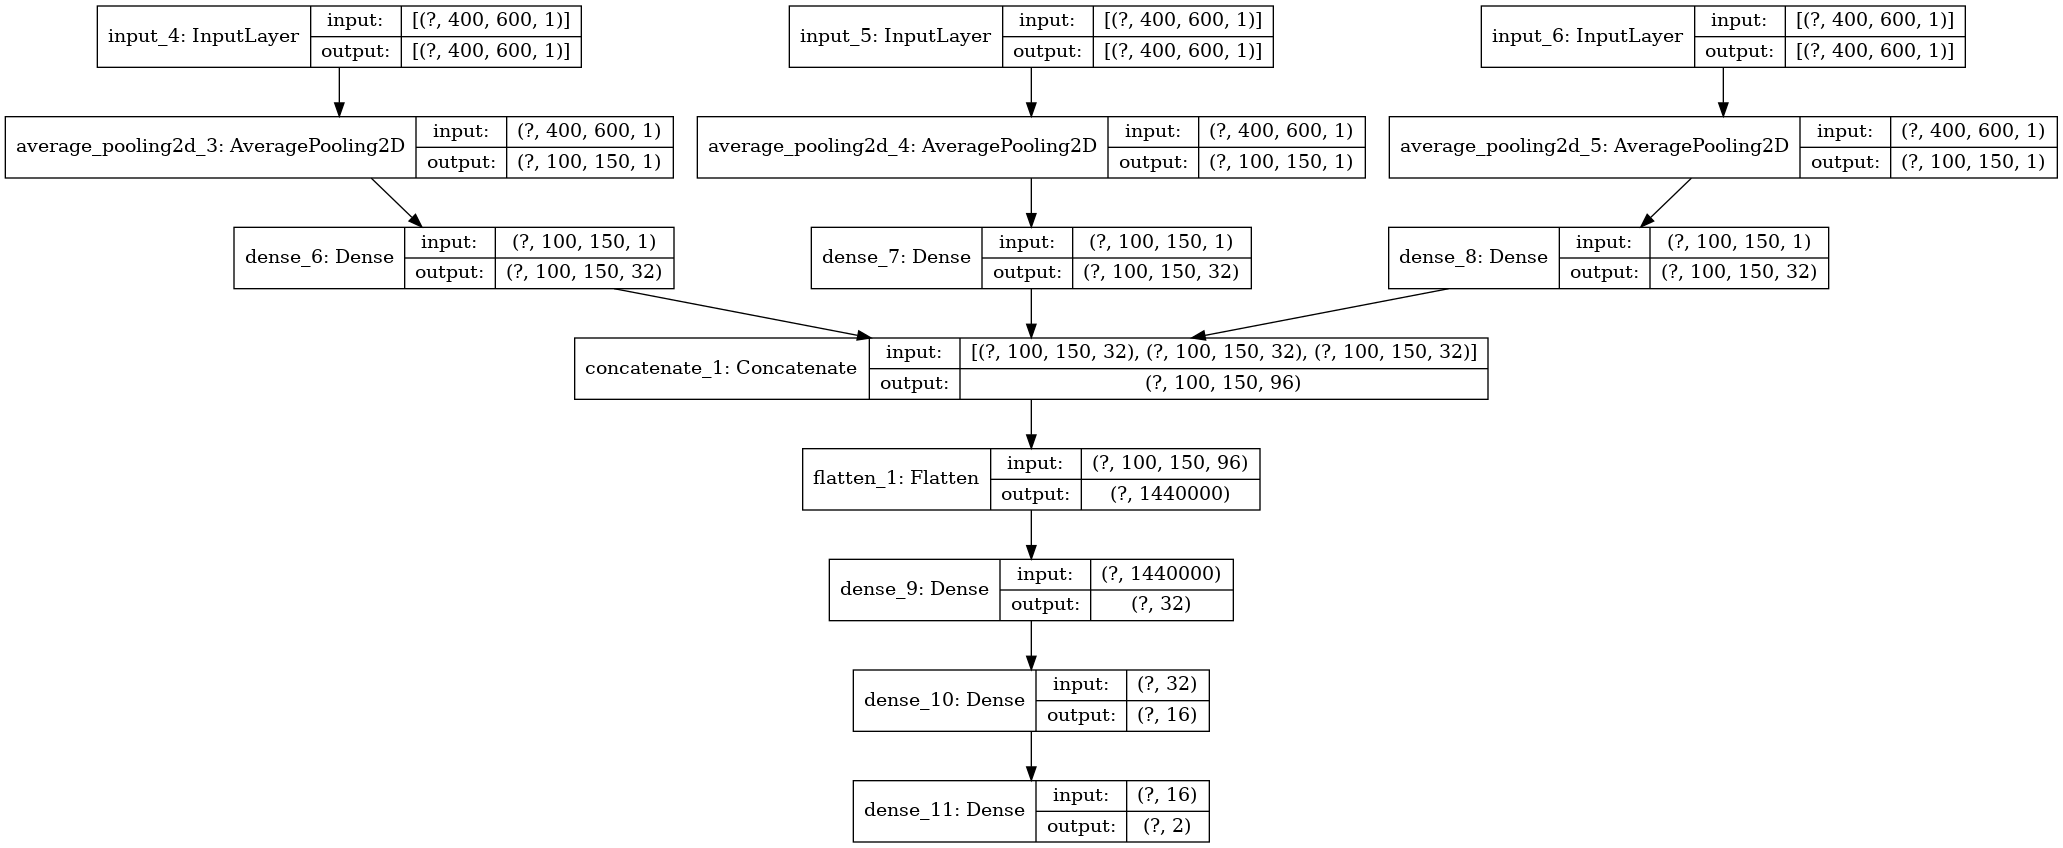 input_4: InputLayer input: [(?, 400, 600, 1)]
output: [(?, 400, 600, 1)]
input_5: InputLayer input: [(?, 400, 600, 1)]
output: [(?, 400, 600, 1)]
input_6: InputLayer input: [(?, 400, 600, 1)]
output: [(?, 400, 600, 1)]
average_pooling2d_3: AveragePooling2D input: (?, 400, 600, 1)
output: (?, 100, 150, 1)
average_pooling2d_4: AveragePooling2D input: (?, 400, 600, 1)
output: (?, 100, 150, 1)
average_pooling2d_5: AveragePooling2D input: (?, 400, 600, 1)
output: (?, 100, 150, 1)
dense_6: Dense input: (?, 100, 150, 1)
output: (?, 100, 150, 32)
dense_7: Dense input: (?, 100, 150, 1)
output: (?, 100, 150, 32)
dense_8: Dense input: (?, 100, 150, 1)
output: (?, 100, 150, 32)
concatenate_1: Concatenate input: [(?, 100, 150, 32), (?, 100, 150, 32), (?, 100, 150, 32)]
output: (?, 100, 150, 96)
flatten_1: Flatten input: (?, 100, 150, 96)
output: (?, 1440000)
dense_9: Dense input: (?, 1440000)
output: (?, 32)
dense_10: Dense input: (?, 32)
output: (?, 16)
dense_11: Dense input: (?, 16)
output: (?, 2)